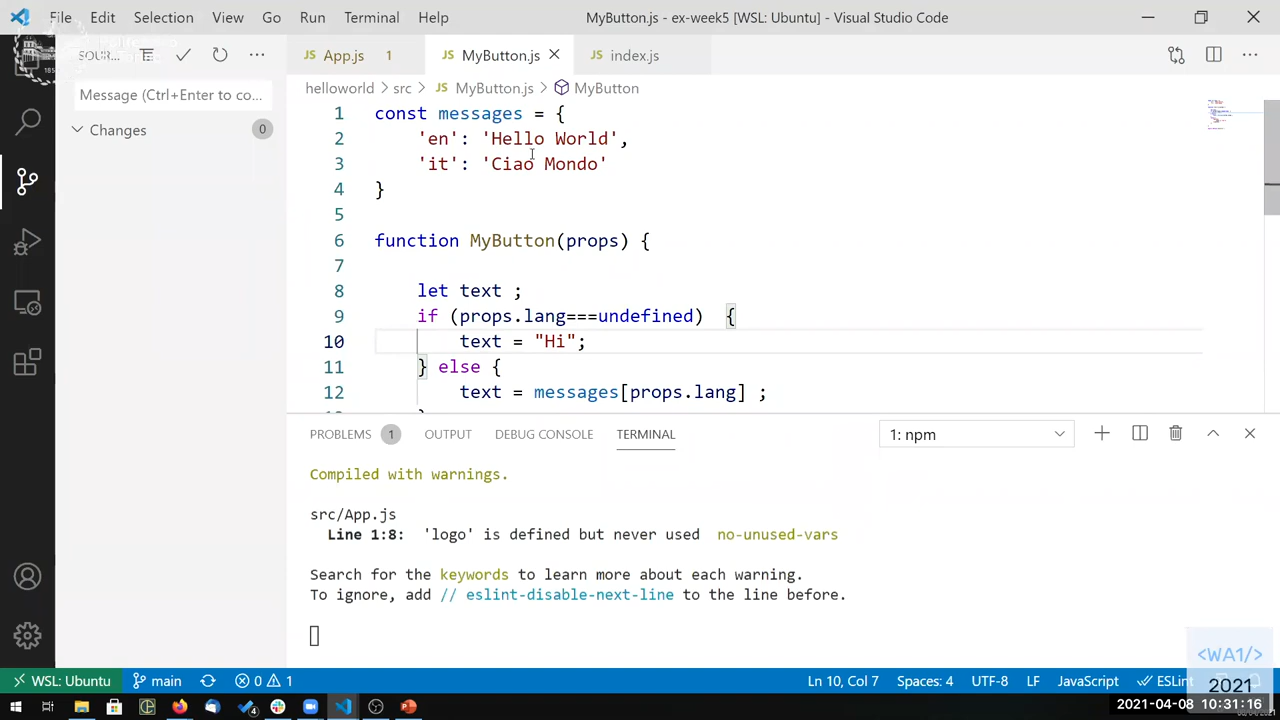 File Edit Selection View Go Run Terminal Help MyButton.js - ex-week5 [WSL: Ubuntu] - Visual Studio Code
SOUR... ···
JS App.js 1 JS MyButton.js JS index.js ···
Message (Ctrl+Enter to co...
Changes 0
helloworld > src > JS MyButton.js > MyButton
1 const messages = {
2 'en': 'Hello World',
3 'it': 'Ciao Mondo'
4 }
5
6 function MyButton(props) {
7
8 let text ;
9 if (props.lang===undefined) {
10 text = "Hi";
11 } else {
12 text = messages[props.lang] ;
PROBLEMS 1 OUTPUT DEBUG CONSOLE TERMINAL 1: npm
Compiled with warnings.
src/App.js
Line 1:8: 'logo' is defined but never used no-unused-vars
Search for the keywords to learn more about each warning.
To ignore, add // eslint-disable-next-line to the line before.
WSL: Ubuntu main 0 1 Ln 10, Col 7 Spaces: 4 UTF-8 LF JavaScript ESLint
<WA1/>
2021
2021-04-08 10:31:16